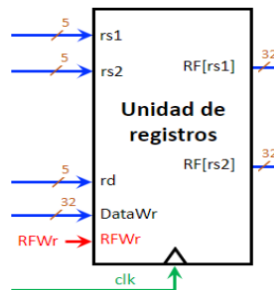 5
rs1
5
rs2
RF[rs1]
32
Unidad de
registros
RF[rs2]
32
5
rd
32
DataWr
RFWr
RFWr
clk